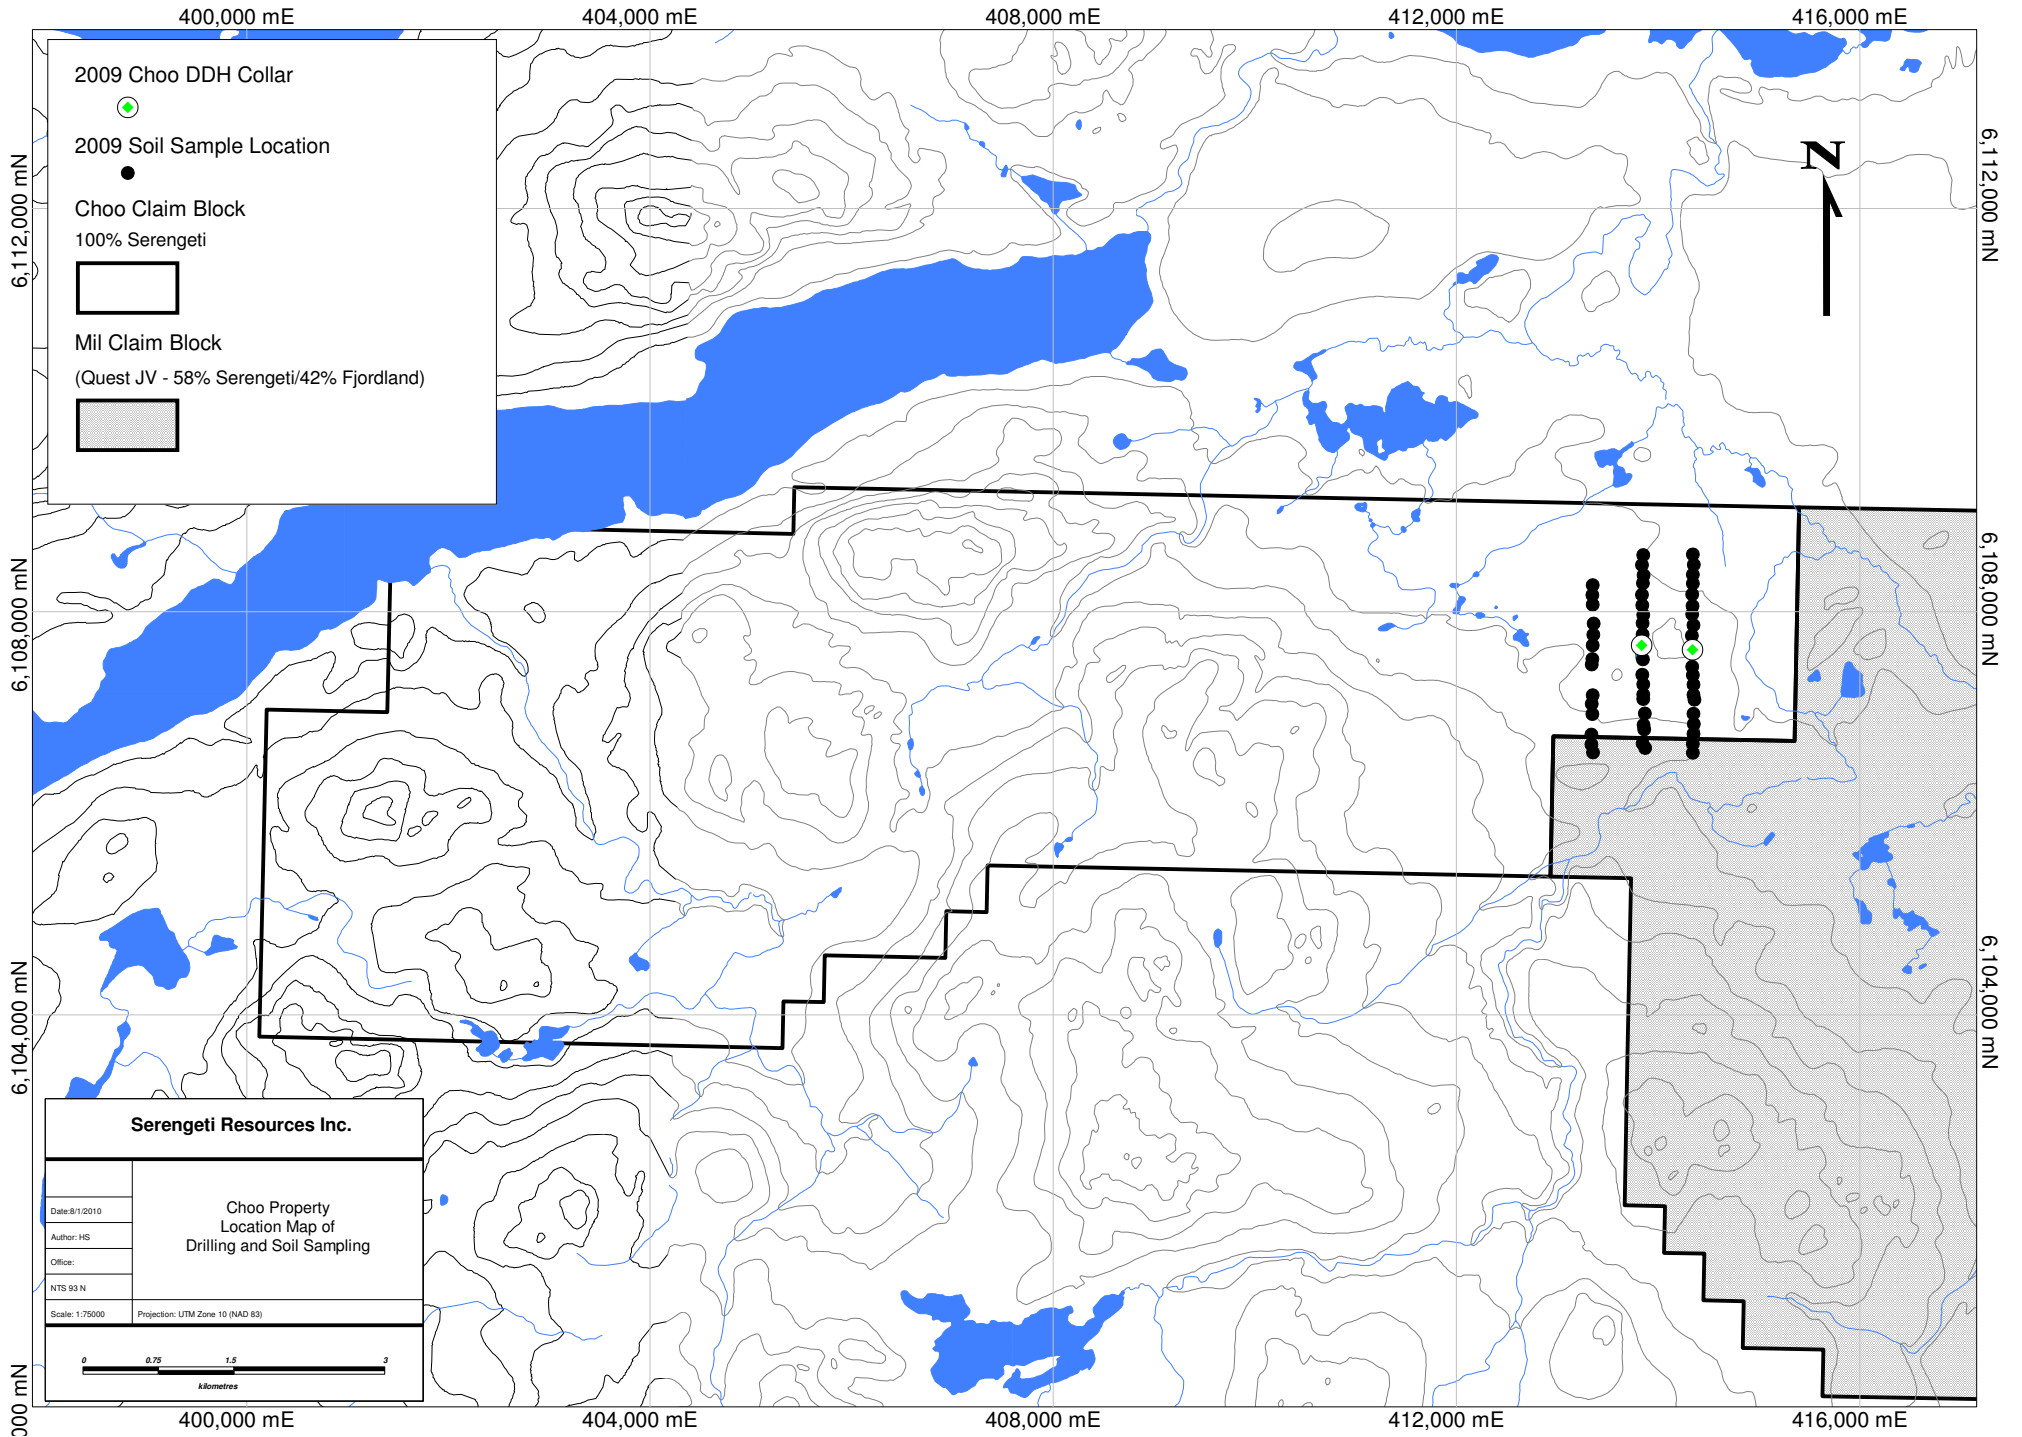 400,000 mE
404,000 mE
408,000 mE
412,000 mE
416,000 mE
2009 Choo DDH Collar
2009 Soil Sample Location
Choo Claim Block
100% Serengeti
Mil Claim Block
(Quest JV - 58% Serengeti/42% Fjordland)
N
6,112,000 mN
6,112,000 mN
6,108,000 mN
6,108,000 mN
6,104,000 mN
6,104,000 mN
000 mN
Serengeti Resources Inc.
Choo Property
Location Map of
Drilling and Soil Sampling
Date:8/1/2010
Author: HS
Office:
NTS 93 N
Scale: 1:75000
Projection: UTM Zone 10 (NAD 83)
0 0.75 1.5 3
kilometres
400,000 mE
404,000 mE
408,000 mE
412,000 mE
416,000 mE